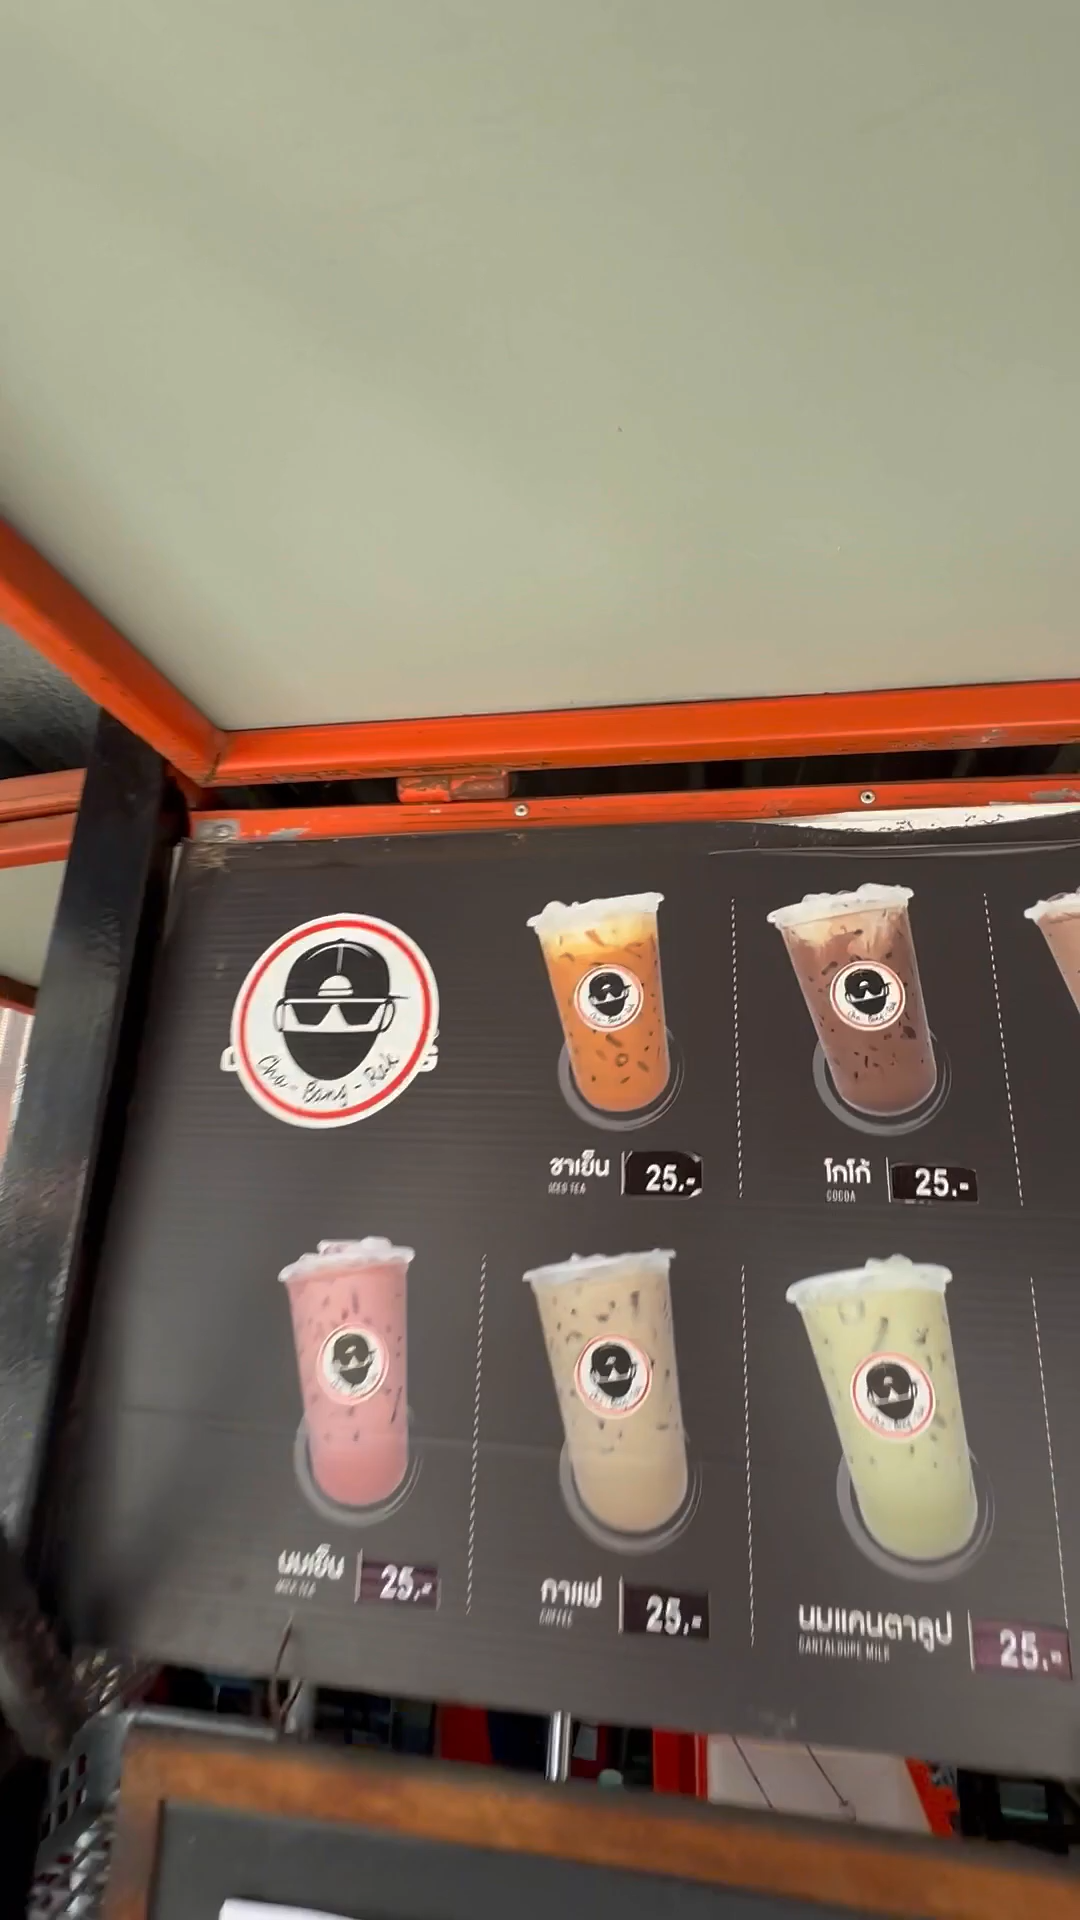 Cha-Bang-Rak
ชาเย็น
ICED TEA
25.-
โกโก้
COCOA
25.-
นมเย็น
MILK TEA
25.-
กาแฟ
COFFEE
25.-
นมแคนตาลูป
CANTALOUPE MILK
25.-